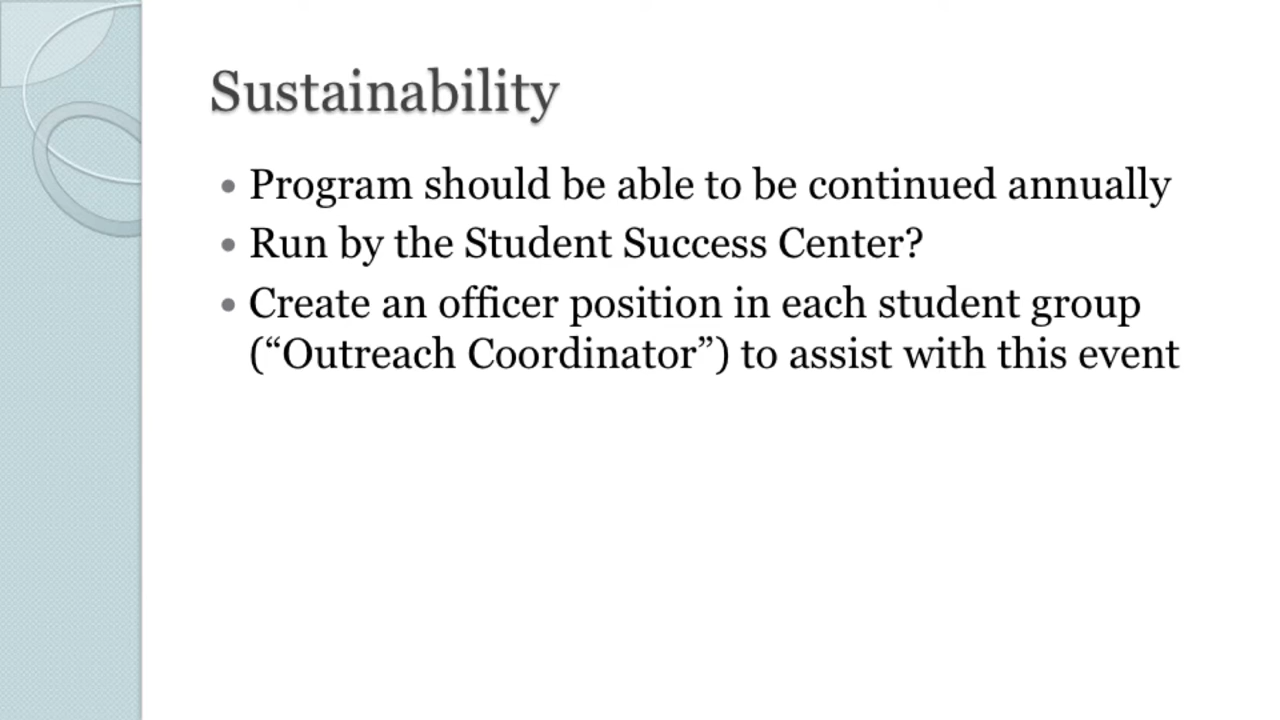 Sustainability
• Program should be able to be continued annually
• Run by the Student Success Center?
• Create an officer position in each student group
(“Outreach Coordinator”) to assist with this event